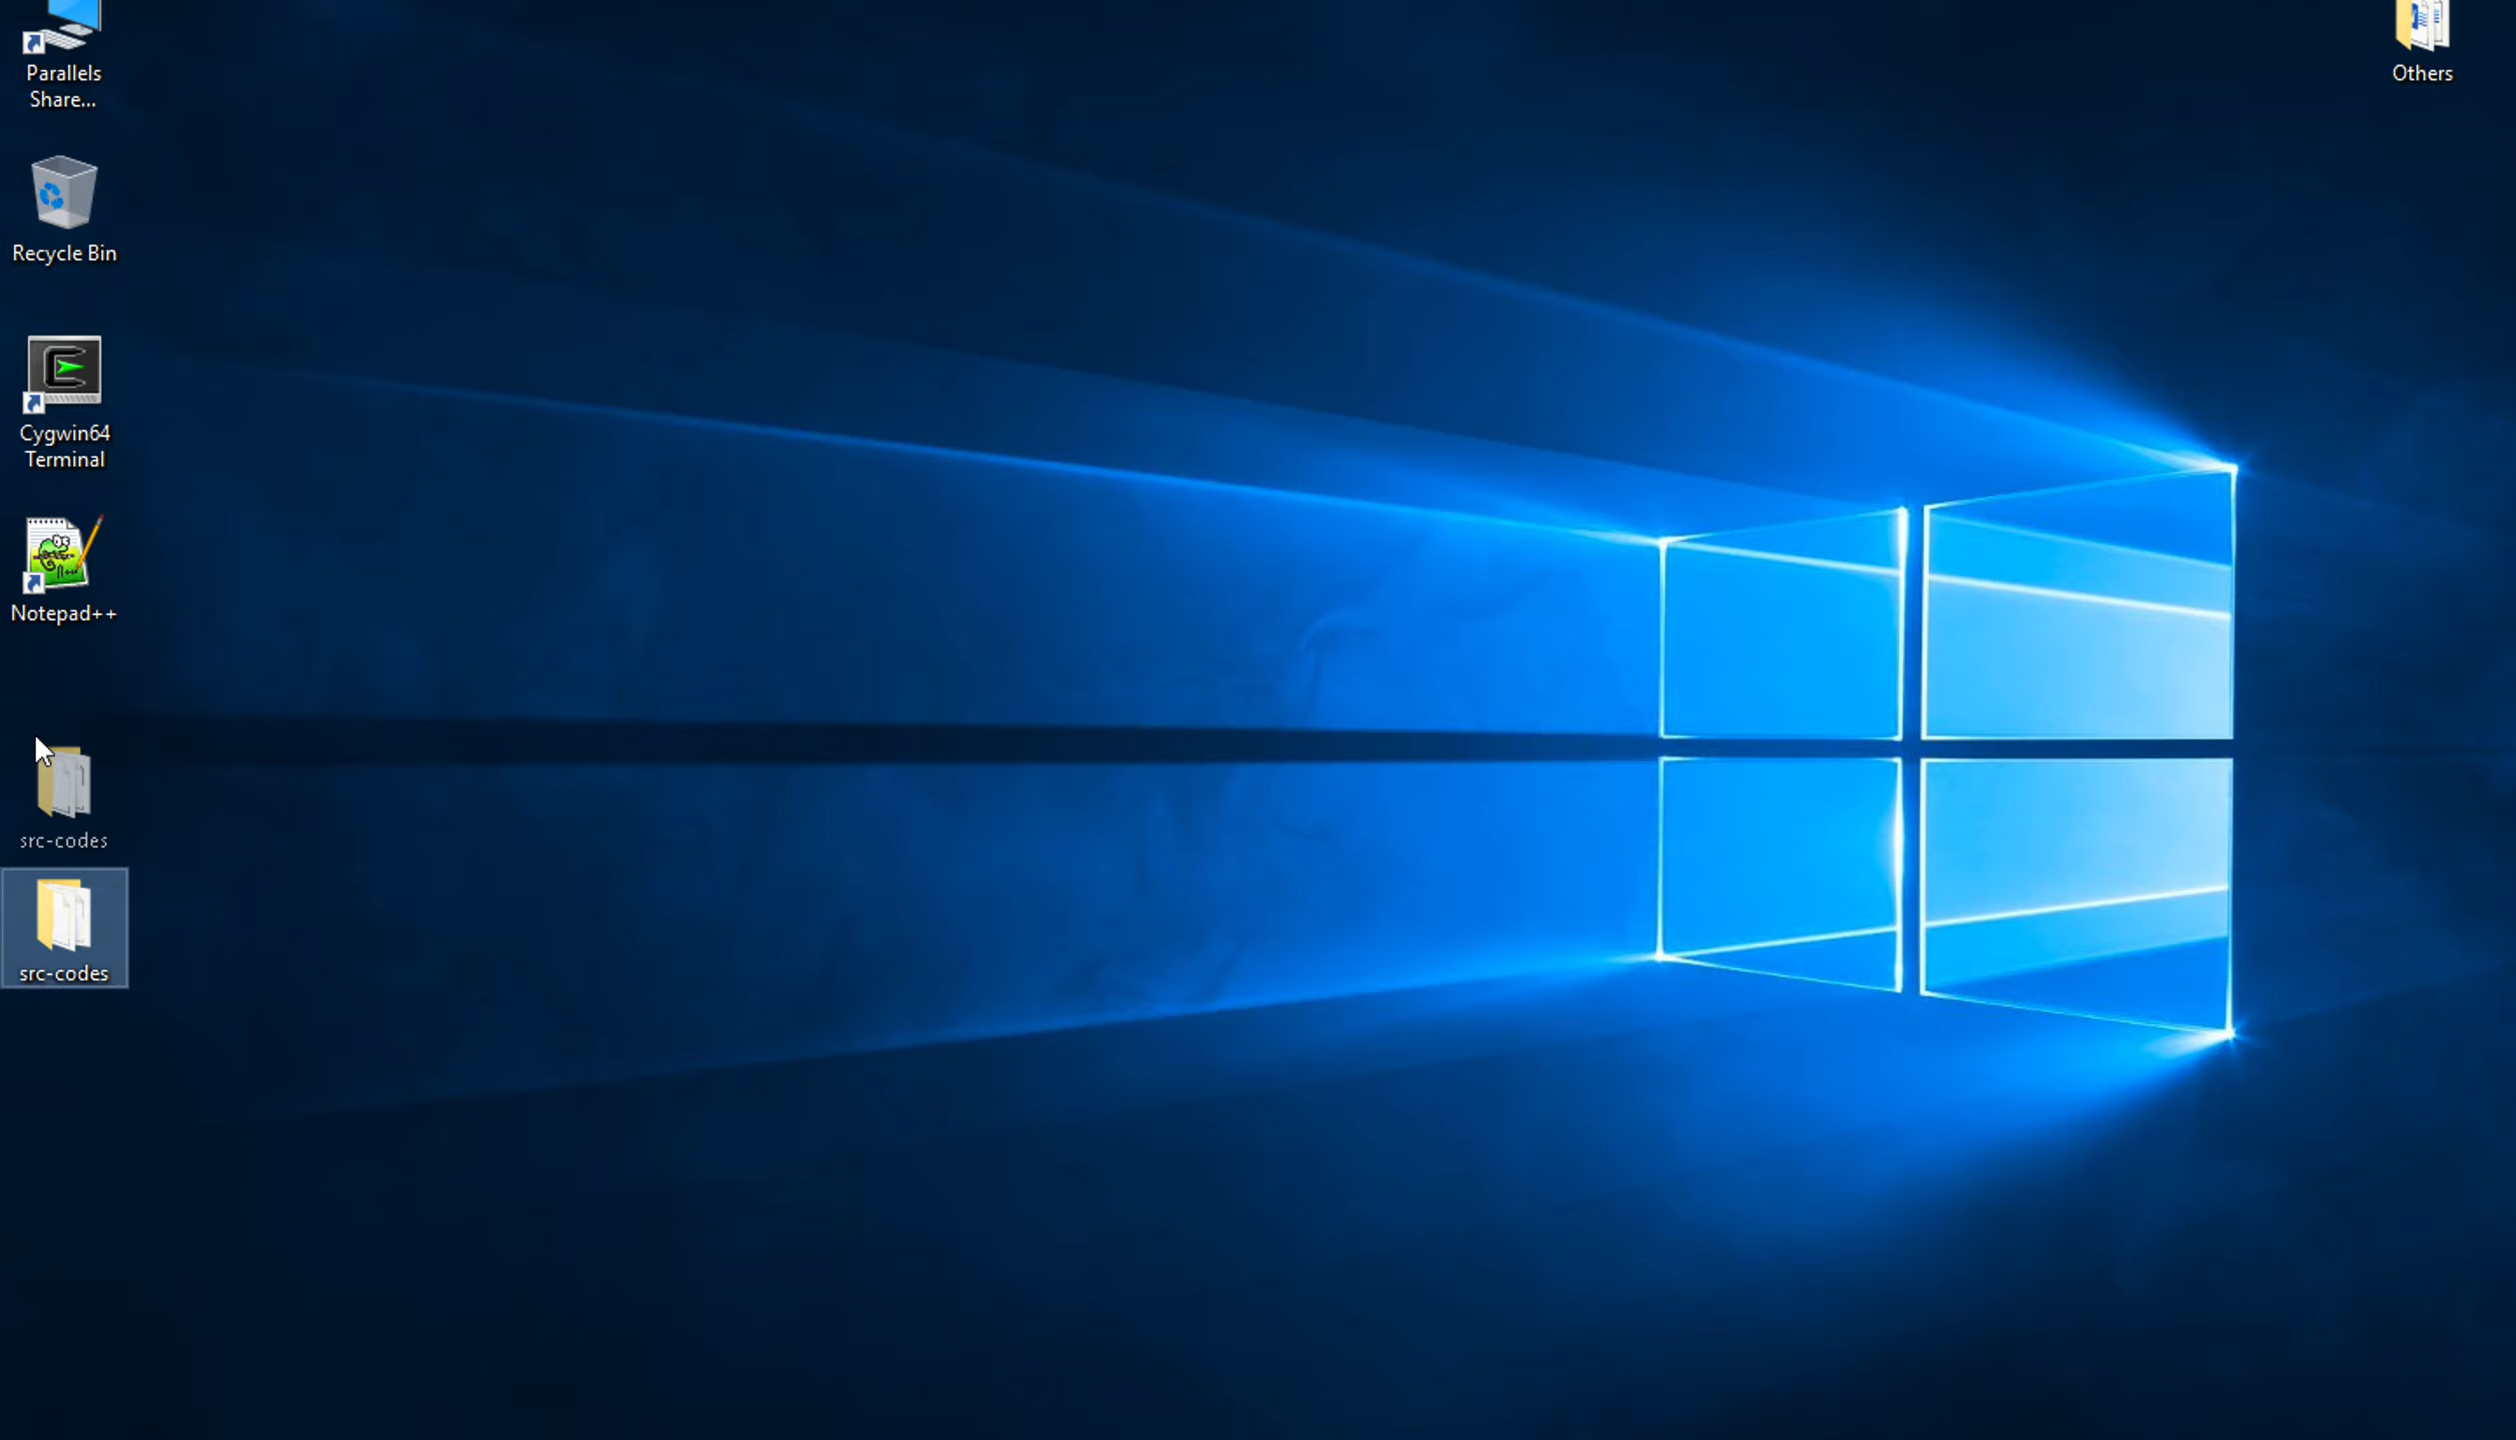 Parallels
Share...
Others
Recycle Bin
Cygwin64
Terminal
Notepad++
src-codes
src-codes